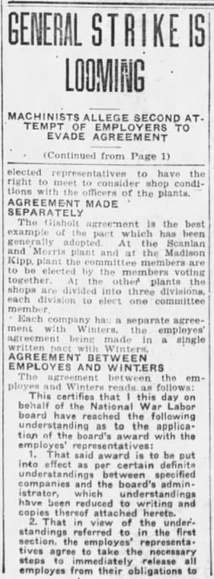 GENERAL STRIKE IS
LOOMING
MACHINISTS ALLEGE SECOND AT-
TEMPT OF EMPLOYERS TO
EVADE AGREEMENT
(Continued from Page 1)
elected representatives to have the
right to meet to consider shop condi-
tions with the officers of the plants.
AGREEMENT MADE
SEPARATELY
The Gisholt agreement is the best
example of the pact which has been
generally adopted. At the Scanlan
and Morris plant and at the Madison
Kipp, plant the committee members are
to be elected by the members voting
together. At the other plants the
shops are divided into three divisions,
each division to elect one committee
member.
Each company has a separate agree-
ment with Winters, the employes'
agreement being made in a single
written pact with Winters.
AGREEMENT BETWEEN
EMPLOYES AND WINTERS
The agreement between the em-
ployes and Winters reads as follows:
This certifies that I this day on
behalf of the National War Labor
board have reached the following
understanding as to the applica-
tion of the board's award with the
employes' representatives:
1. That said award is to be put
into effect as per certain definite
understandings between specified
companies and the board's admin-
istrator, which understandings
have been reduced to writing and
copies thereof attached hereto.
2. That in view of the under-
standings referred to in the first
section, the employes' representa-
tives agree to take the necessary
steps to immediately release all
employes from their obligations to